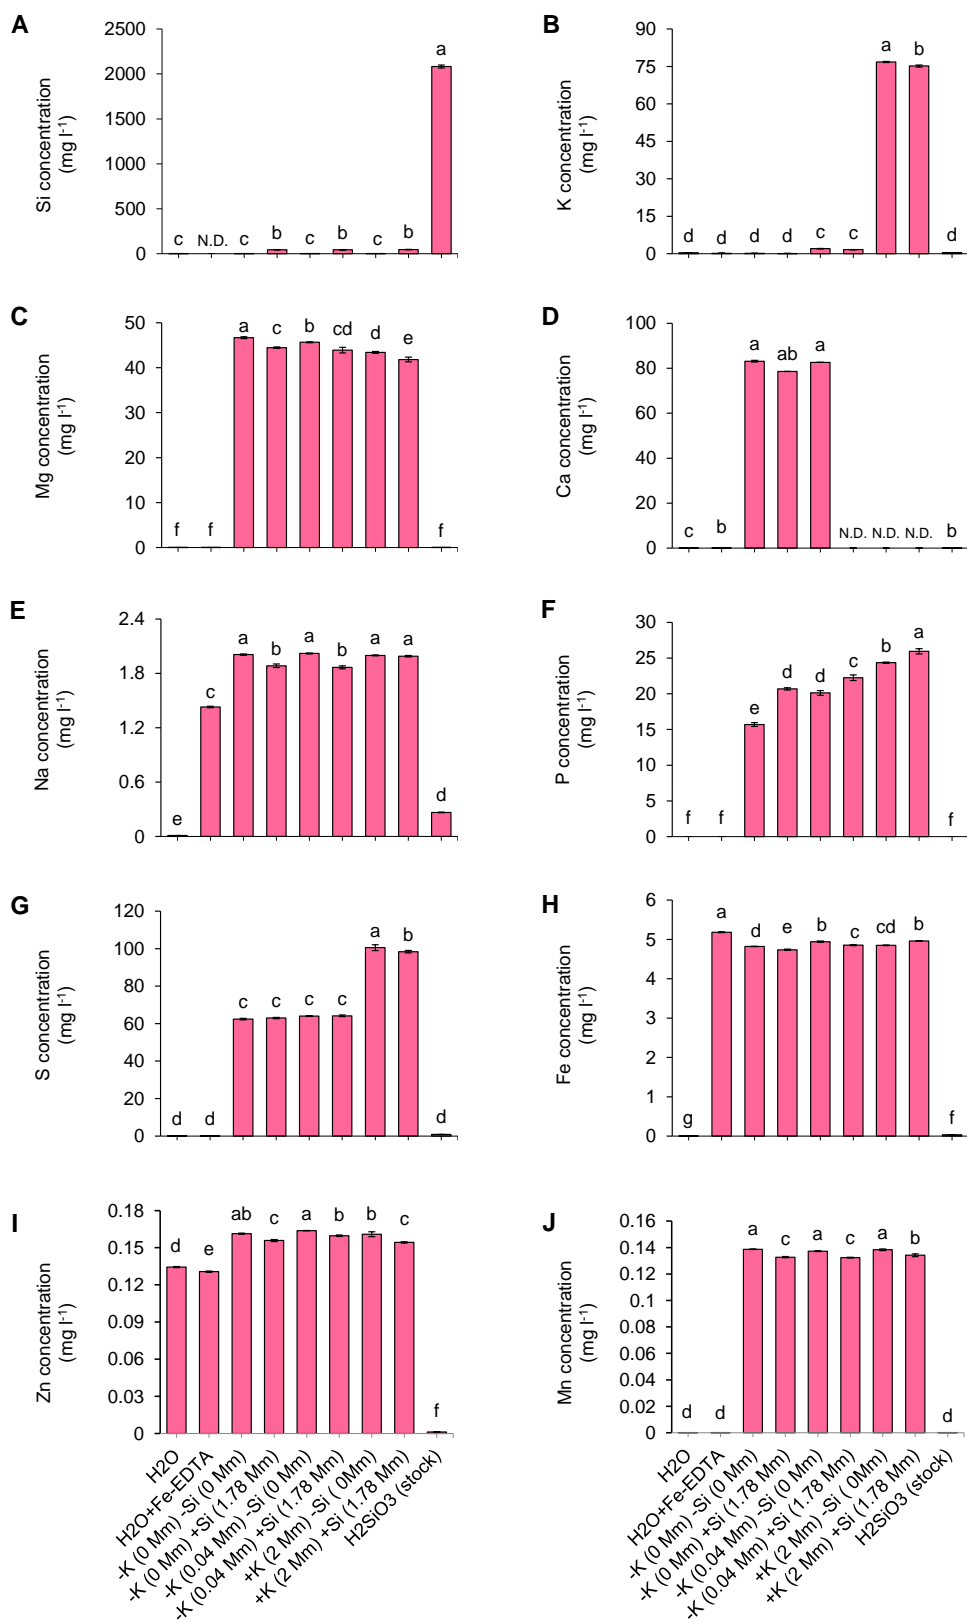 A
Si concentration
(mg l-1)
2500
2000
1500
1000
500
0
c N.D. c b c b c b a
B
K concentration
(mg l-1)
90
75
60
45
30
15
0
d d d d c c a b d
C
Mg concentration
(mg l-1)
50
40
30
20
10
0
f f a c b cd d e f
D
Ca concentration
(mg l-1)
100
80
60
40
20
0
c b a ab a N.D. N.D. N.D. b
E
Na concentration
(mg l-1)
2.4
1.8
1.2
0.6
0
e c a b a b a a d
F
P concentration
(mg l-1)
30
25
20
15
10
5
0
f f e d d c b a f
G
S concentration
(mg l-1)
120
100
80
60
40
20
0
d d c c c c a b d
H
Fe concentration
(mg l-1)
6
5
4
3
2
1
0
g a d e b c cd b f
I
Zn concentration
(mg l-1)
0.18
0.15
0.12
0.09
0.06
0.03
0
d e ab c a b b c f
H2O
H2O+Fe-EDTA
-K (0 Mm) -Si (0 Mm)
-K (0 Mm) +Si (1.78 Mm)
-K (0.04 Mm) -Si (0 Mm)
-K (0.04 Mm) +Si (1.78 Mm)
+K (2 Mm) -Si ( 0Mm)
+K (2 Mm) +Si (1.78 Mm)
H2SiO3 (stock)
J
Mn concentration
(mg l-1)
0.16
0.14
0.12
0.1
0.08
0.06
0.04
0.02
0
d d a c a c a b d
H2O
H2O+Fe-EDTA
-K (0 Mm) -Si (0 Mm)
-K (0 Mm) +Si (1.78 Mm)
-K (0.04 Mm) -Si (0 Mm)
-K (0.04 Mm) +Si (1.78 Mm)
+K (2 Mm) -Si ( 0Mm)
+K (2 Mm) +Si (1.78 Mm)
H2SiO3 (stock)